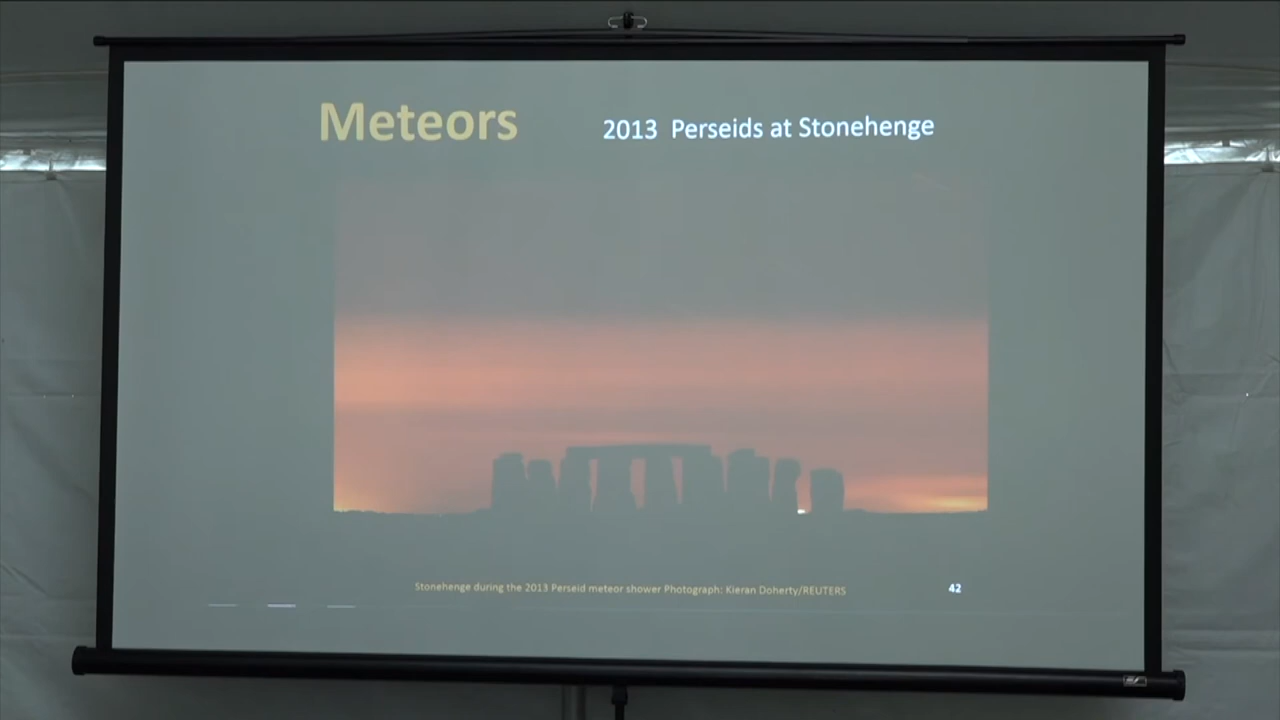 Meteors
2013 Perseids at Stonehenge
Stonehenge during the 2013 Perseid meteor shower Photograph: Kieran Doherty/REUTERS
42